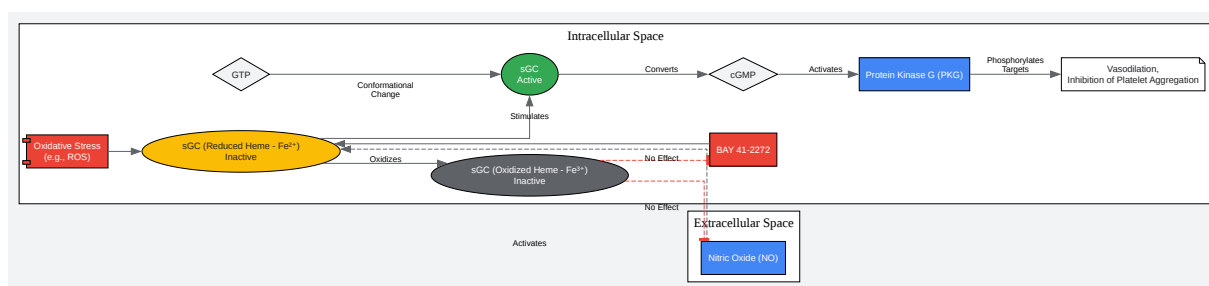 Intracellular Space
GTP
Conformational
Change
sGC
Active
Converts
cGMP
Activates
Protein Kinase G (PKG)
Phosphorylates
Targets
Vasodilation,
Inhibition of Platelet Aggregation
Stimulates
Oxidative Stress
(e.g., ROS)
sGC (Reduced Heme - Fe²⁺)
Inactive
Oxidizes
sGC (Oxidized Heme - Fe³⁺)
Inactive
No Effect
BAY 41-2272
No Effect
Extracellular Space
Activates
Nitric Oxide (NO)